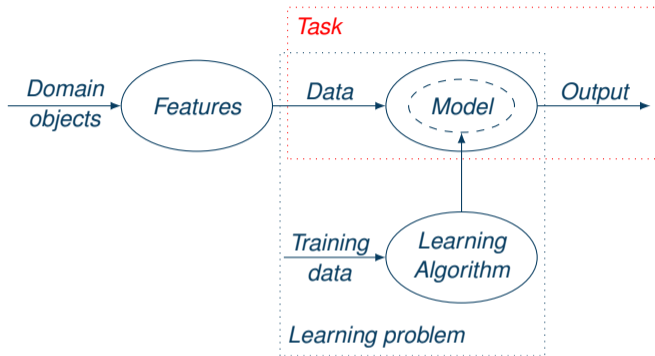 Task
Domain
objects
Features
Data
Model
Output
Training
data
Learning
Algorithm
Learning problem